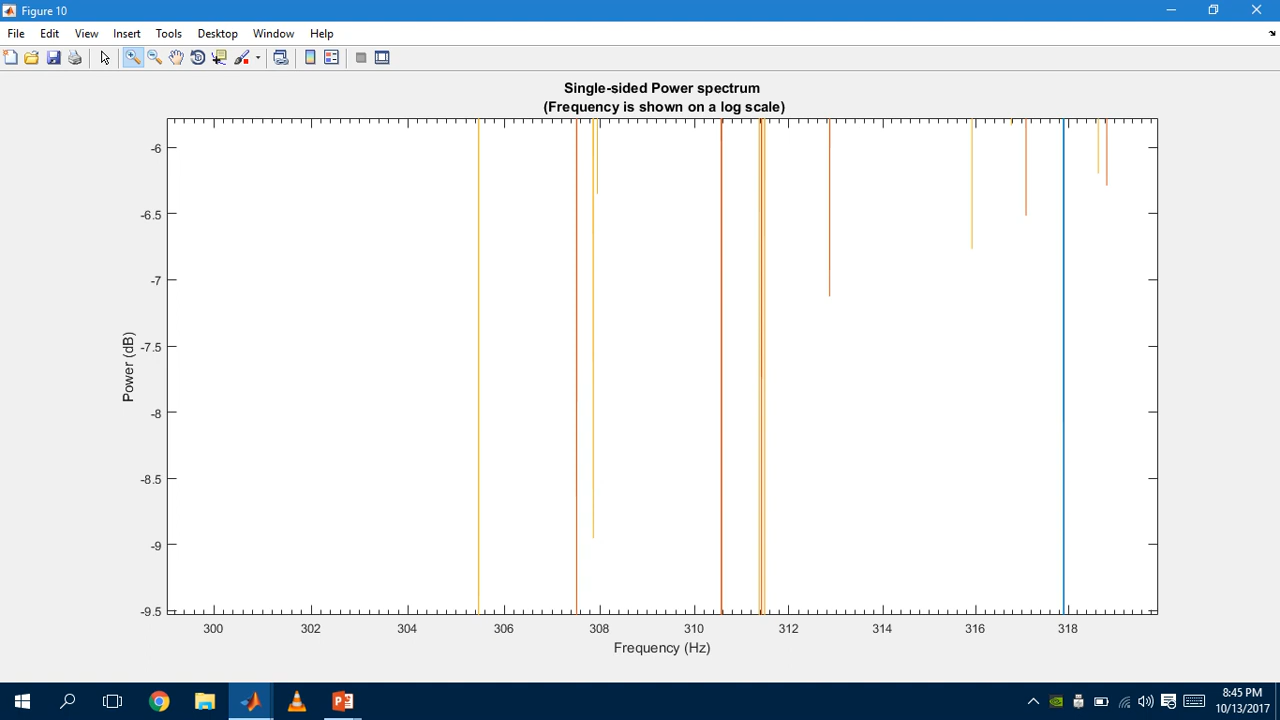 Figure 10
File Edit View Insert Tools Desktop Window Help
Single-sided Power spectrum
(Frequency is shown on a log scale)
Power (dB)
-6
-6.5
-7
-7.5
-8
-8.5
-9
-9.5
300 302 304 306 308 310 312 314 316 318
Frequency (Hz)
8:45 PM
10/13/2017